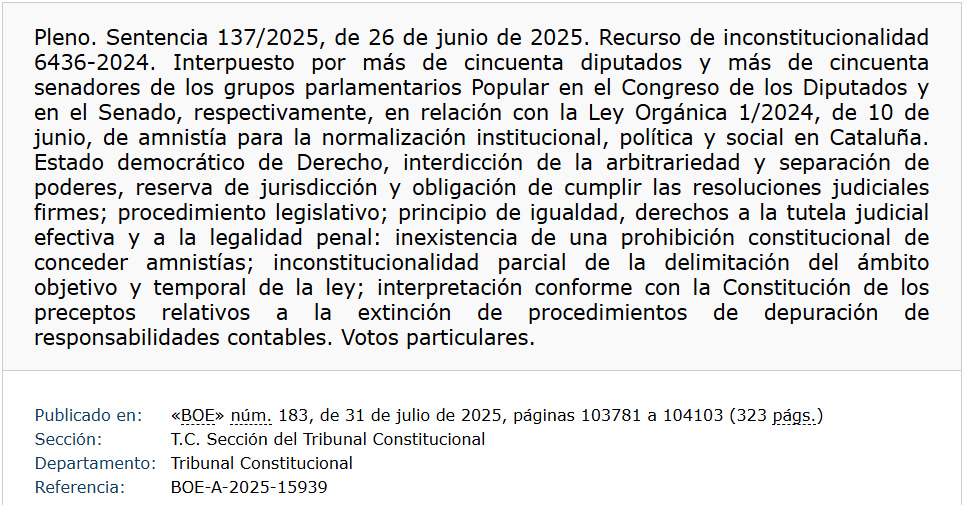 Pleno. Sentencia 137/2025, de 26 de junio de 2025. Recurso de inconstitucionalidad
6436-2024. Interpuesto por más de cincuenta diputados y más de cincuenta
senadores de los grupos parlamentarios Popular en el Congreso de los Diputados y
en el Senado, respectivamente, en relación con la Ley Orgánica 1/2024, de 10 de
junio, de amnistía para la normalización institucional, política y social en Cataluña.
Estado democrático de Derecho, interdicción de la arbitrariedad y separación de
poderes, reserva de jurisdicción y obligación de cumplir las resoluciones judiciales
firmes; procedimiento legislativo; principio de igualdad, derechos a la tutela judicial
efectiva y a la legalidad penal: inexistencia de una prohibición constitucional de
conceder amnistías; inconstitucionalidad parcial de la delimitación del ámbito
objetivo y temporal de la ley; interpretación conforme con la Constitución de los
preceptos relativos a la extinción de procedimientos de depuración de
responsabilidades contables. Votos particulares.
Publicado en: «BOE» núm. 183, de 31 de julio de 2025, páginas 103781 a 104103 (323 págs.)
Sección: T.C. Sección del Tribunal Constitucional
Departamento: Tribunal Constitucional
Referencia: BOE-A-2025-15939